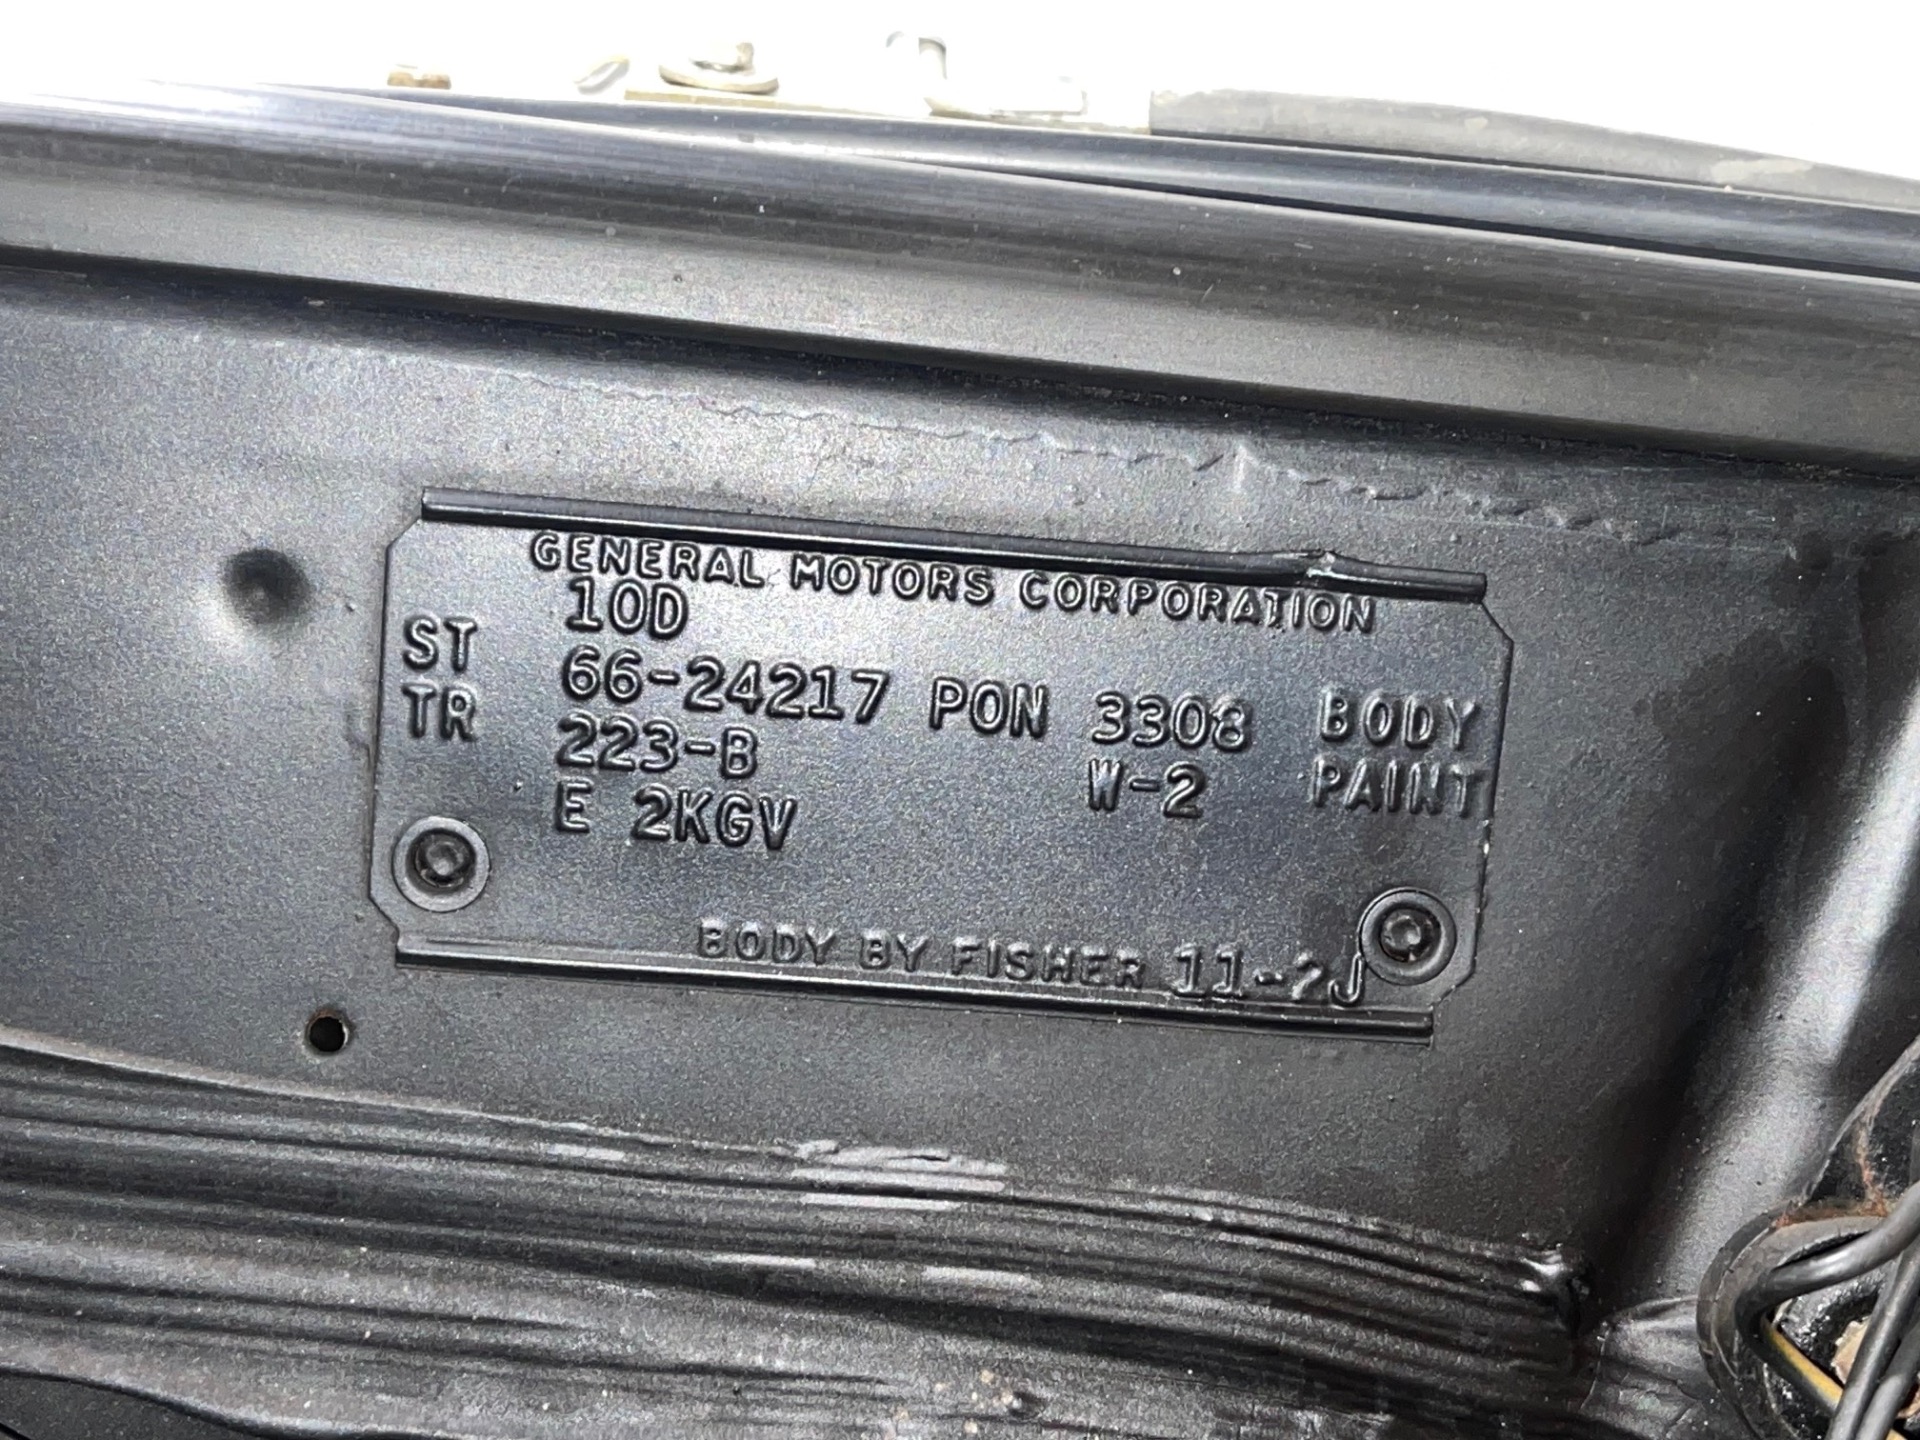 GENERAL MOTORS CORPORATION
10D
ST 66-24217 PON 3308 BODY
TR 223-B W-2 PAINT
E 2KGV
BODY BY FISHER 11-?J